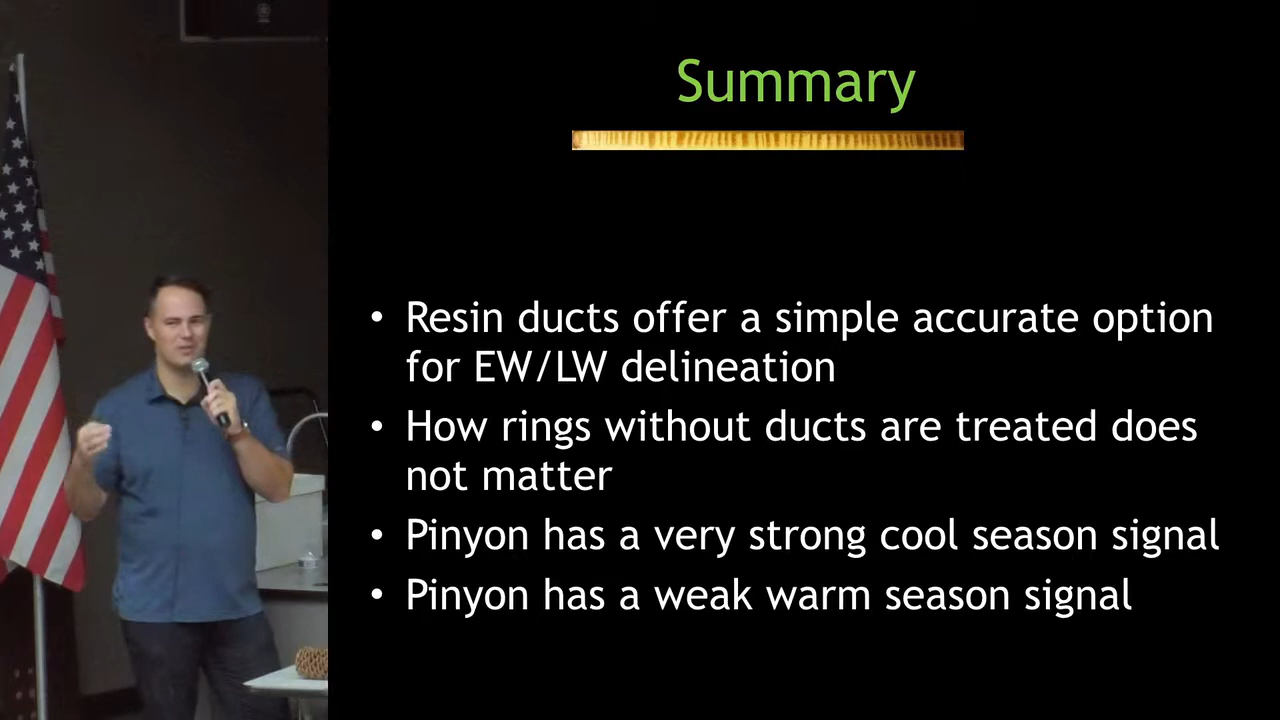 Summary
• Resin ducts offer a simple accurate option
for EW/LW delineation
• How rings without ducts are treated does
not matter
• Pinyon has a very strong cool season signal
• Pinyon has a weak warm season signal